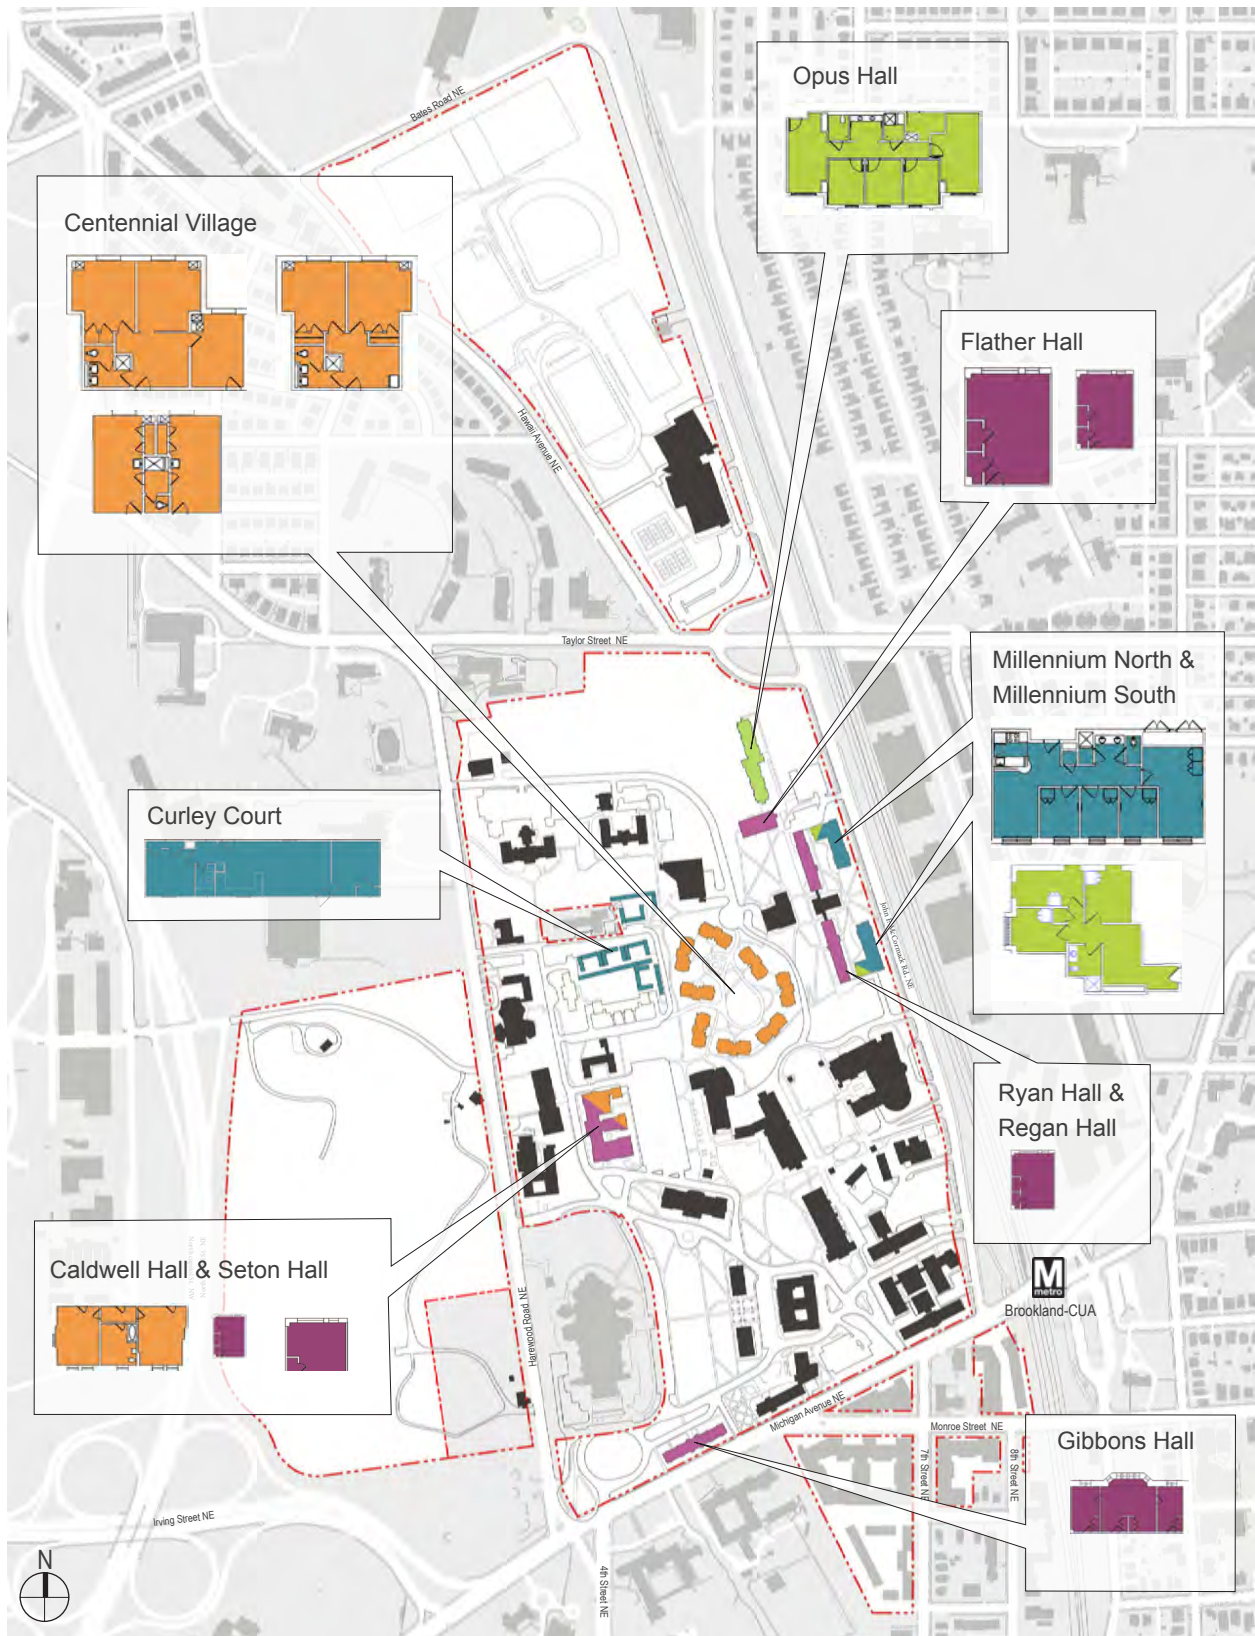 Opus Hall
Bates Road NE
Centennial Village
Flather Hall
Hawaii Avenue NE
Taylor Street NE
Millennium North &
Millennium South
Curley Court
John McCormack Rd. NE
Ryan Hall &
Regan Hall
Caldwell Hall & Seton Hall
Harewood Road NE
M
metro
Brookland-CUA
Michigan Avenue NE
Monroe Street NE
7th Street NE
8th Street NE
Gibbons Hall
Irving Street NE
4th Street NE
N